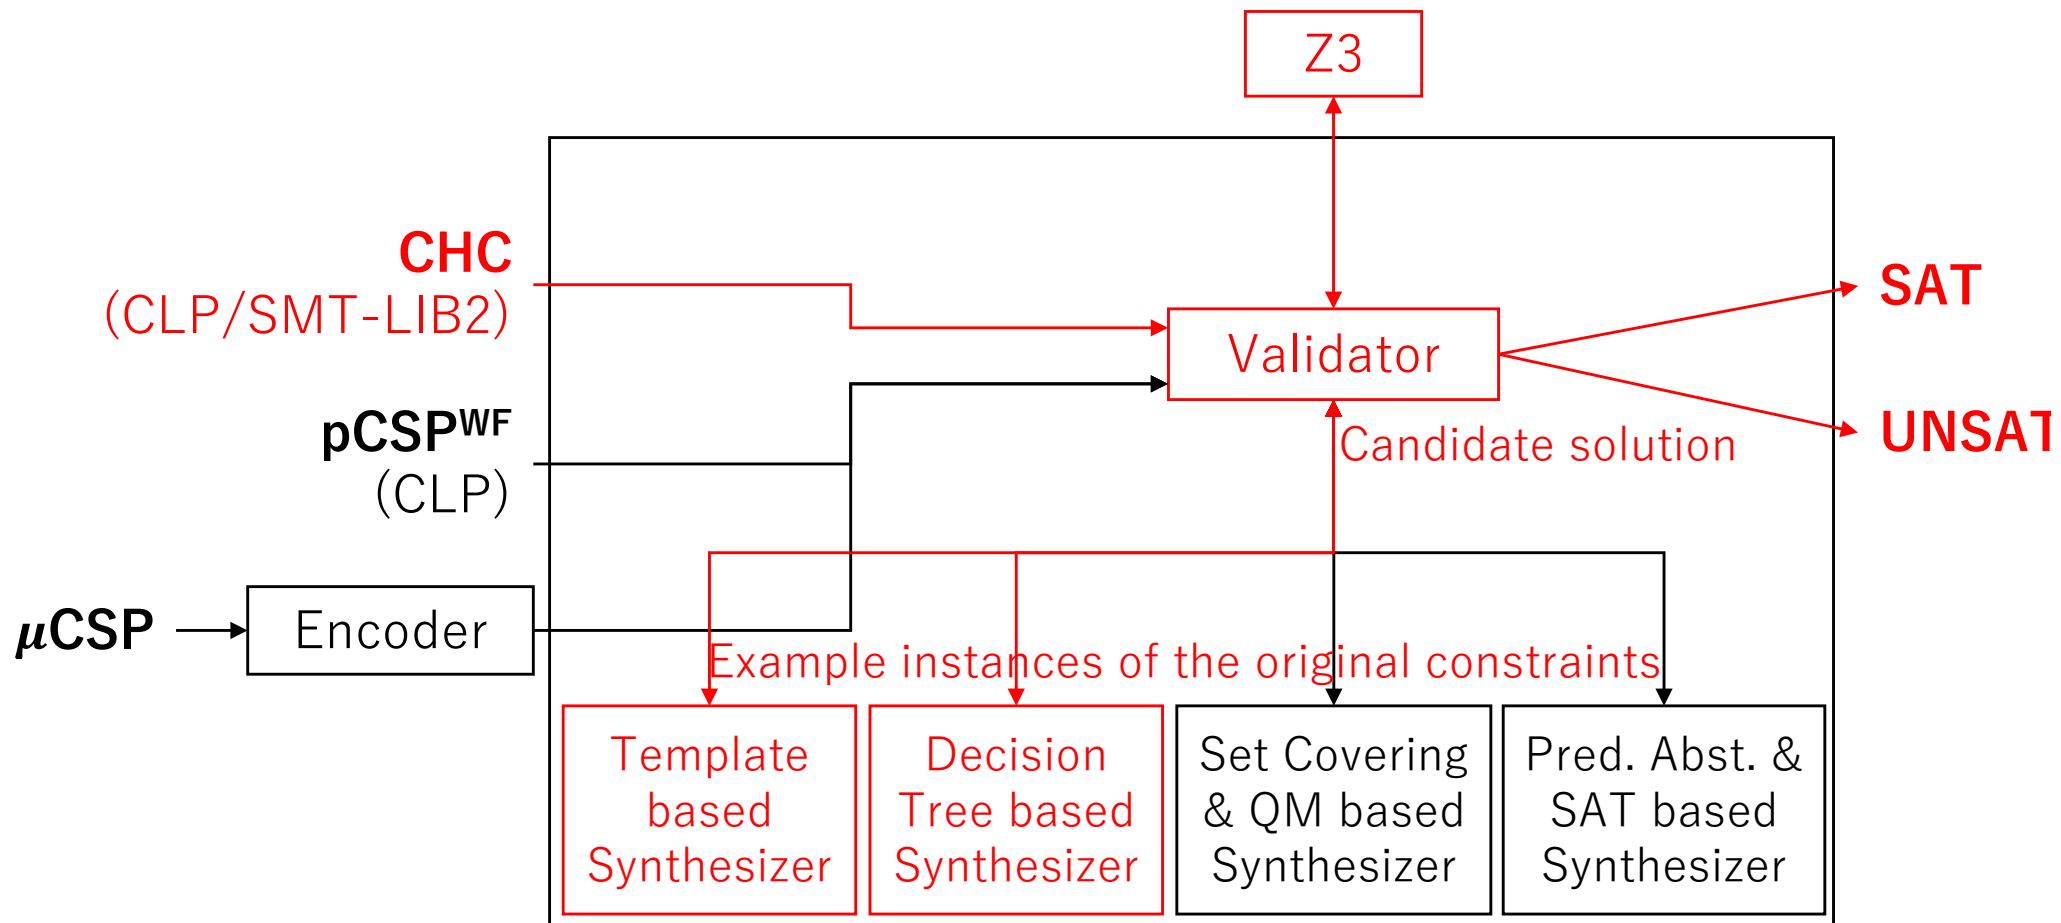 Z3
CHC
(CLP/SMT-LIB2)
SAT
Validator
pCSPᵂᶠ
(CLP)
Candidate solution
UNSAT
𝝁CSP
Encoder
Example instances of the original constraints
Template
based
Synthesizer
Decision
Tree based
Synthesizer
Set Covering
& QM based
Synthesizer
Pred. Abst. &
SAT based
Synthesizer